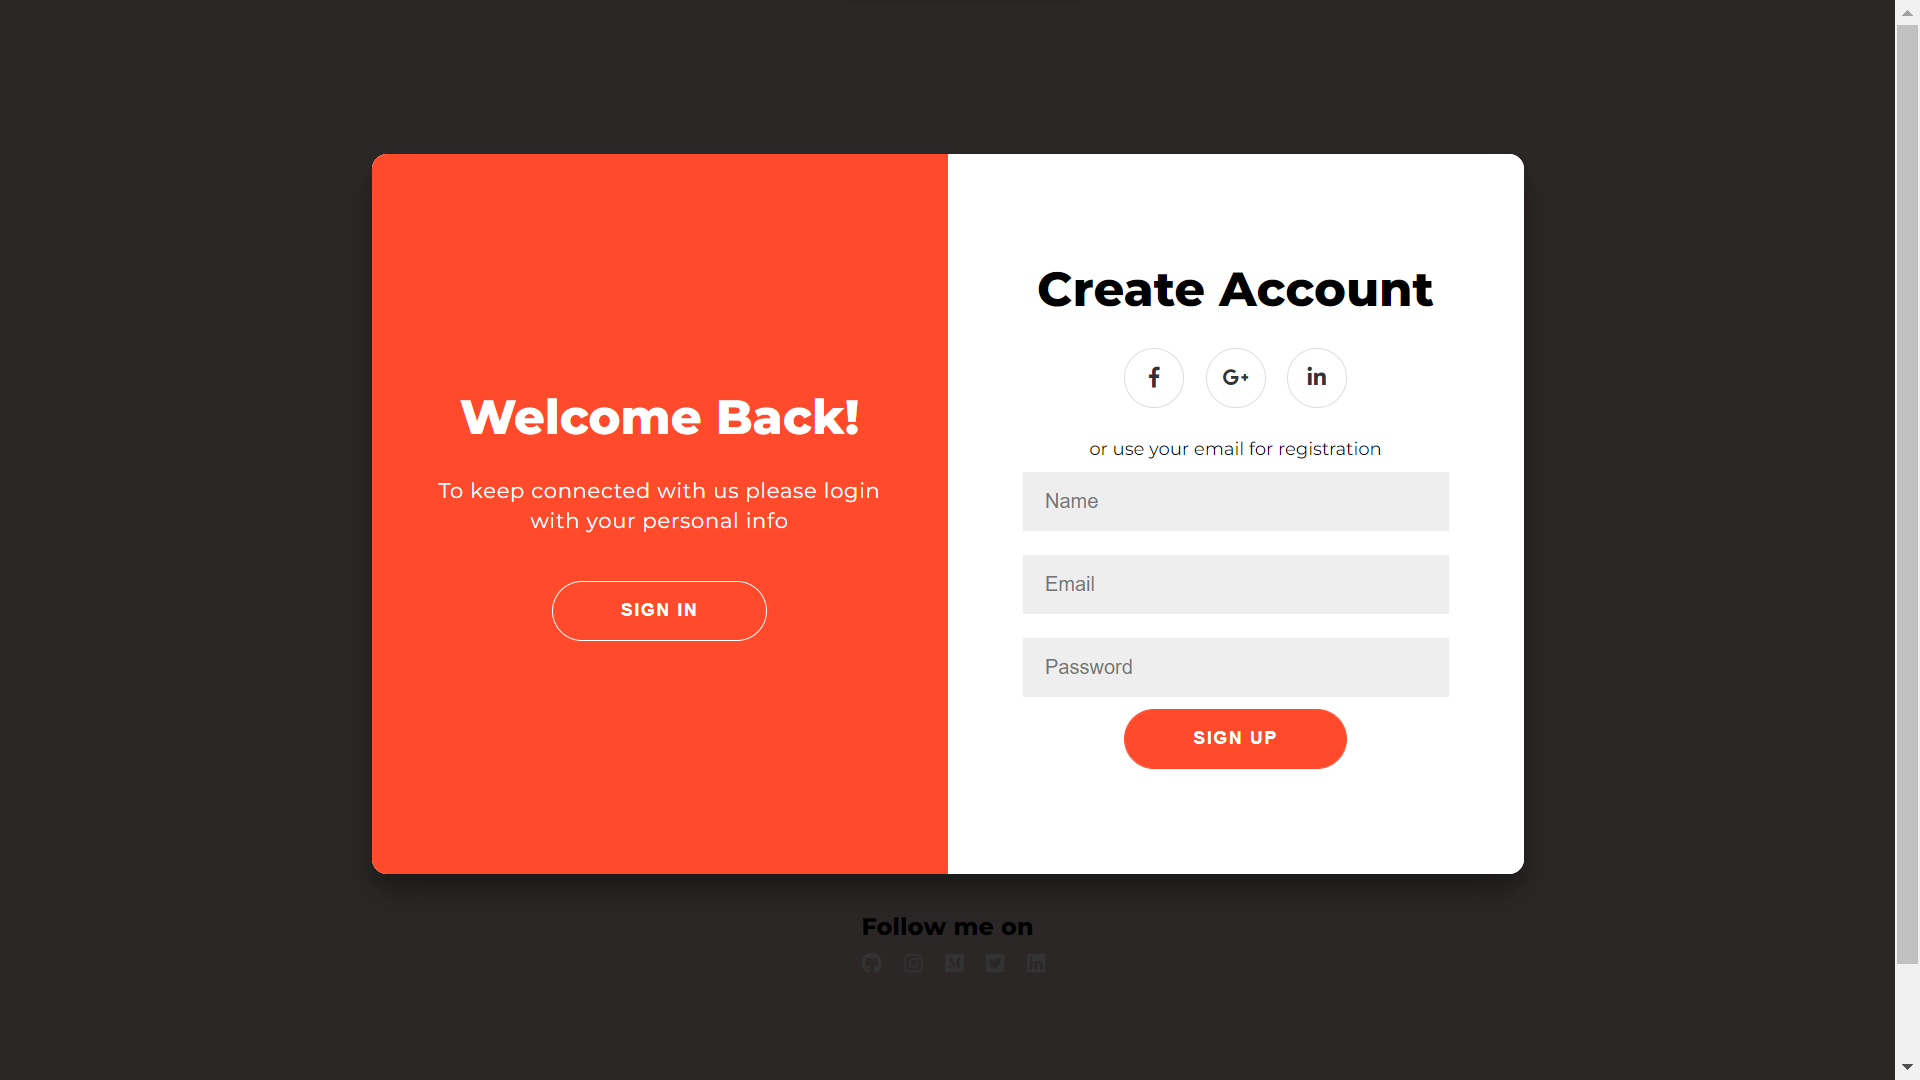 Welcome Back!
To keep connected with us please login
with your personal info
SIGN IN
Create Account
or use your email for registration
Name
Email
Password
SIGN UP
Follow me on